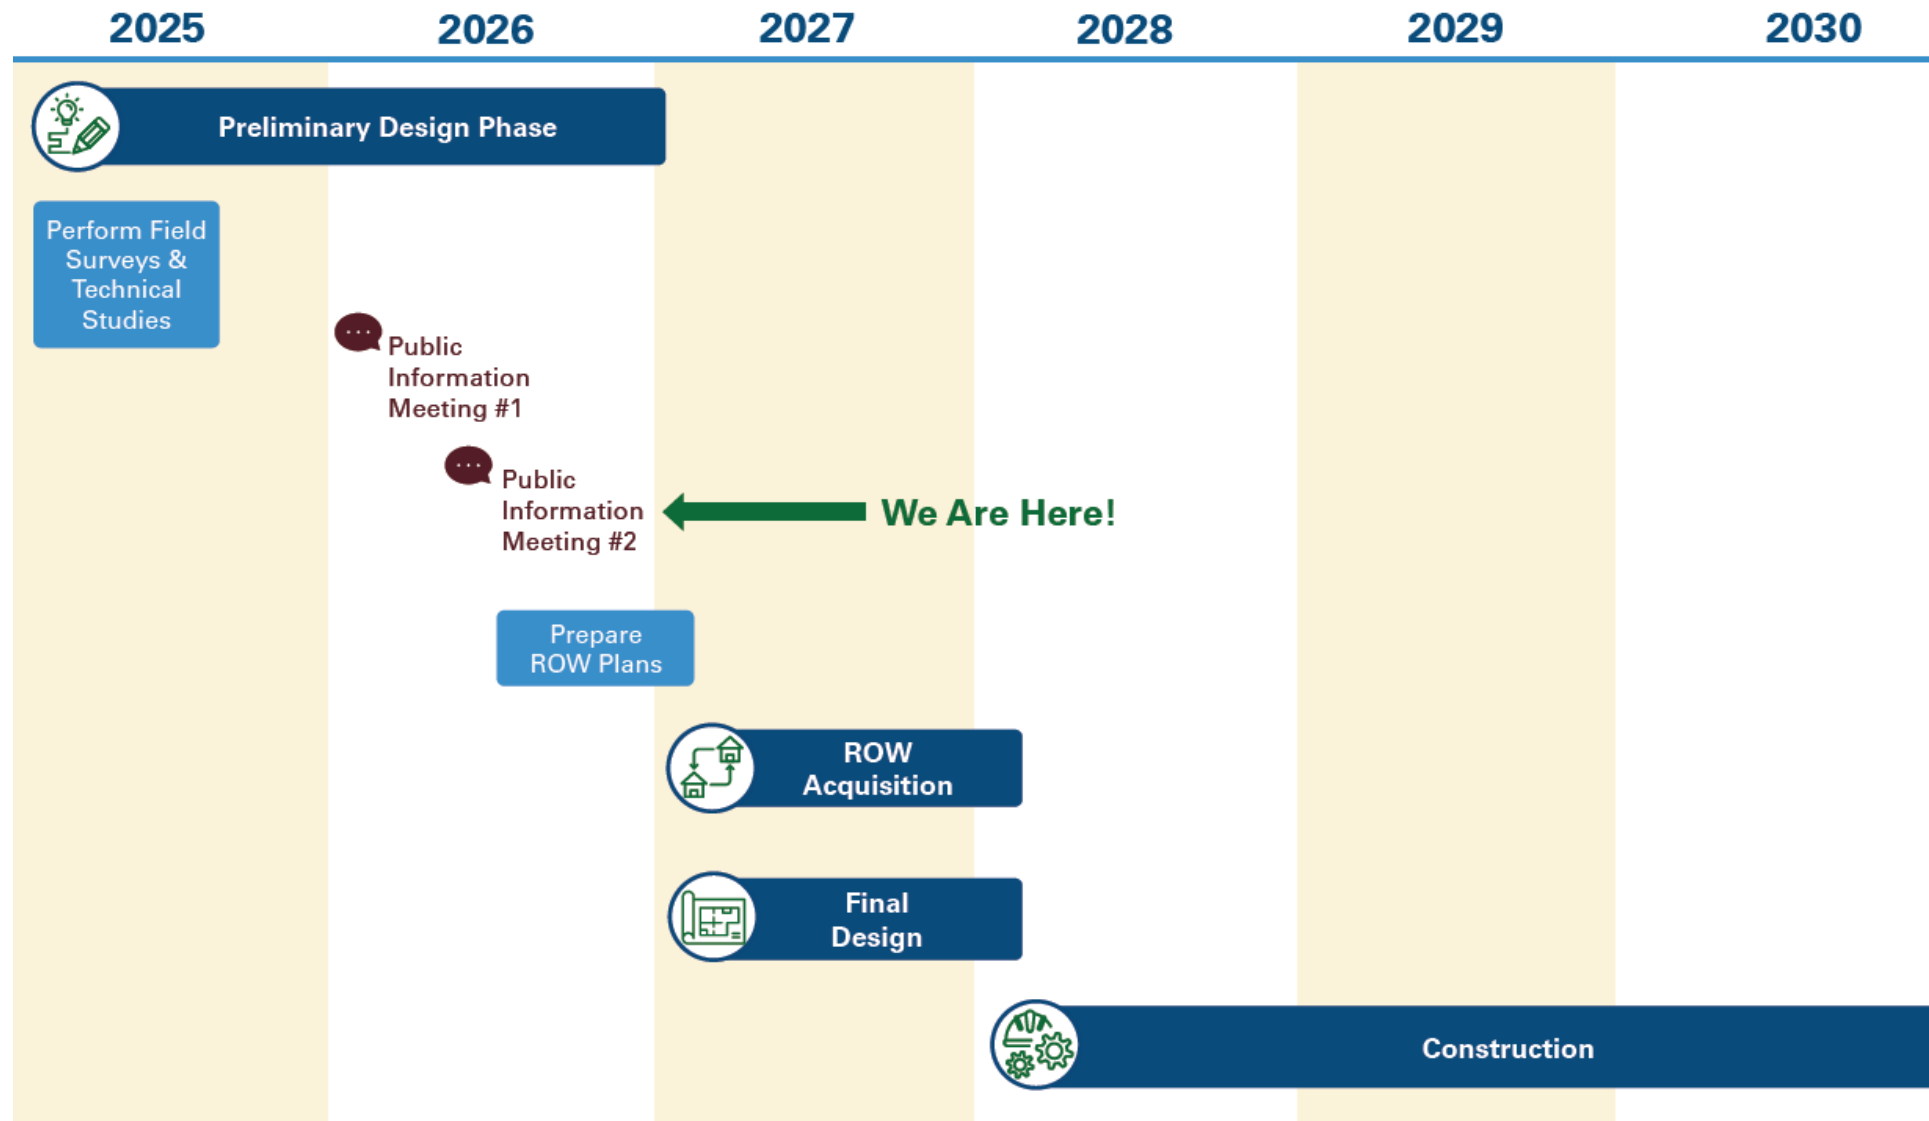 2025 2026 2027 2028 2029 2030
Preliminary Design Phase
Perform Field
Surveys &
Technical
Studies
Public
Information
Meeting #1
Public
Information
Meeting #2
We Are Here!
Prepare
ROW Plans
ROW
Acquisition
Final
Design
Construction